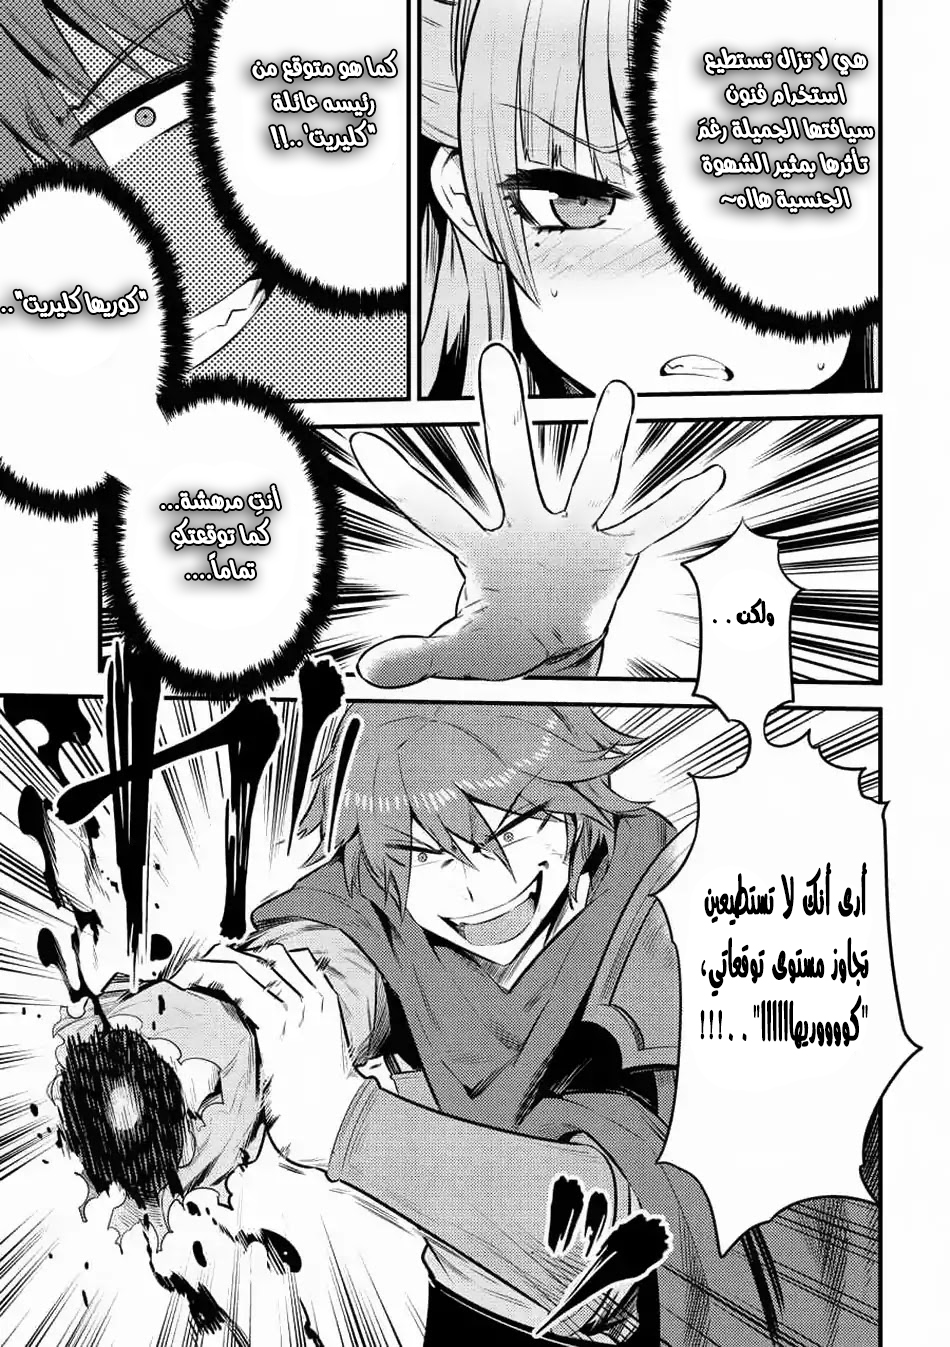 هي لا تزال تستطيع
استخدام فنون
سيافتها الجميلة رغمَ
تأثرها بمثير الشهوة
الجنسية هااه~
كما هو متوقع من
رئيسه عائلة
"كليريت'..!!
"كوريها كليريت"..
أنتِ مدهشة...
كما توقعتكِ
تماماً....
ولكن..
أرى أنك لا تستطيعين
تجاوز مستوى توقعاتي،
"كووووريهااااااا"..!!!